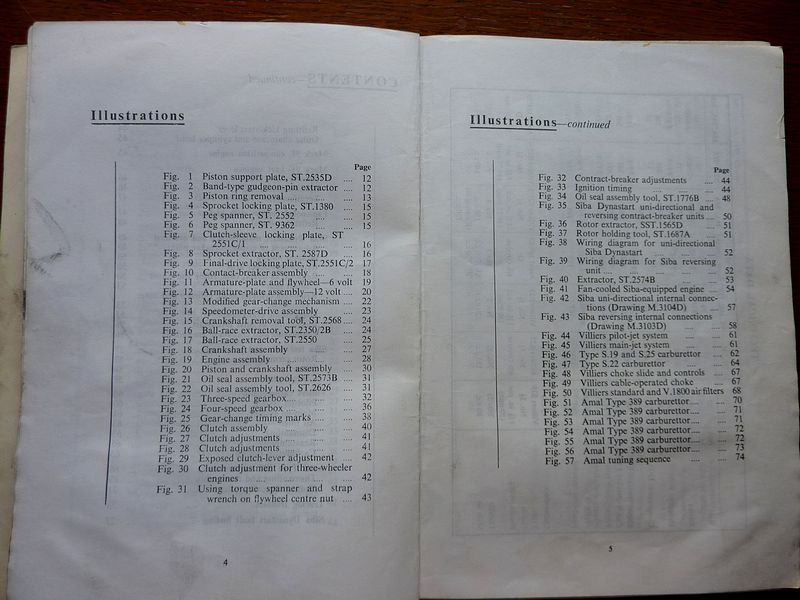 Illustrations
Page
Fig. 1 Piston support plate, ST.2535D .... 12
Fig. 2 Band-type gudgeon-pin extractor .... 12
Fig. 3 Piston ring removal .... .... 13
Fig. 4 Sprocket locking plate, ST.1380 .... 15
Fig. 5 Peg spanner, ST. 2552 .... .... 15
Fig. 6 Peg spanner, ST. 9362 .... .... 15
Fig. 7 Clutch-sleeve locking plate, ST
2551C/1 .... .... .... 16
Fig. 8 Sprocket extractor, ST. 2587D .... 16
Fig. 9 Final-drive locking plate, ST.2551C/2 17
Fig. 10 Contact-breaker assembly .... .... 18
Fig. 11 Armature-plate and flywheel—6 volt 19
Fig. 12 Armature-plate assembly—12 volt .... 20
Fig. 13 Modified gear-change mechanism .... 22
Fig. 14 Speedometer-drive assembly .... 23
Fig. 15 Crankshaft removal tool, ST.2568 .... 24
Fig. 16 Ball-race extractor, ST.2350/2B .... 24
Fig. 17 Ball-race extractor, ST.2550 .... 25
Fig. 18 Crankshaft assembly .... .... 27
Fig. 19 Engine assembly .... .... .... 28
Fig. 20 Piston and crankshaft assembly .... 30
Fig. 21 Oil seal assembly tool, ST.2573B .... 31
Fig. 22 Oil seal assembly tool, ST.2626 .... 31
Fig. 23 Three-speed gearbox .... .... .... 32
Fig. 24 Four-speed gearbox .... .... .... 36
Fig. 25 Gear-change timing marks .... .... 38
Fig. 26 Clutch assembly .... .... .... 40
Fig. 27 Clutch adjustments .... .... .... 41
Fig. 28 Clutch adjustments .... .... .... 41
Fig. 29 Exposed clutch-lever adjustment .... 42
Fig. 30 Clutch adjustment for three-wheeler
engines .... .... .... .... 42
Fig. 31 Using torque spanner and strap
wrench on flywheel centre nut .... 43
4
Illustrations—continued
Page
Fig. 32 Contract-breaker adjustments .... 44
Fig. 33 Ignition timing .... .... .... 44
Fig. 34 Oil seal assembly tool, ST.1776B .... 48
Fig. 35 Siba Dynastart uni-directional and
reversing contract-breaker units .... 50
Fig. 36 Rotor extractor, SST.1565D .... 51
Fig. 37 Rotor holding tool, ST.1687A .... 51
Fig. 38 Wiring diagram for uni-directional
Siba Dynastart .... .... .... 52
Fig. 39 Wiring diagram for Siba reversing
unit .... .... .... .... 52
Fig. 40 Extractor, ST.2574B .... .... 53
Fig. 41 Fan-cooled Siba-equipped engine .... 54
Fig. 42 Siba uni-directional internal connec-
tions (Drawing M.3104D) .... 57
Fig. 43 Siba reversing internal connections
(Drawing M.3103D) .... .... 58
Fig. 44 Villiers pilot-jet system .... .... 61
Fig. 45 Villiers main-jet system .... .... 61
Fig. 46 Type S.19 and S.25 carburettor .... 62
Fig. 47 Type S.22 carburettor .... .... 64
Fig. 48 Villiers choke slide and controls .... 67
Fig. 49 Villiers cable-operated choke .... 67
Fig. 50 Villiers standard and V.1800 air filters 68
Fig. 51 Amal Type 389 carburettor .... .... 70
Fig. 52 Amal Type 389 carburettor .... .... 71
Fig. 53 Amal Type 389 carburettor .... .... 71
Fig. 54 Amal Type 389 carburettor .... .... 72
Fig. 55 Amal Type 389 carburettor .... .... 72
Fig. 56 Amal Type 389 carburettor .... .... 73
Fig. 57 Amal tuning sequence .... .... 74
5